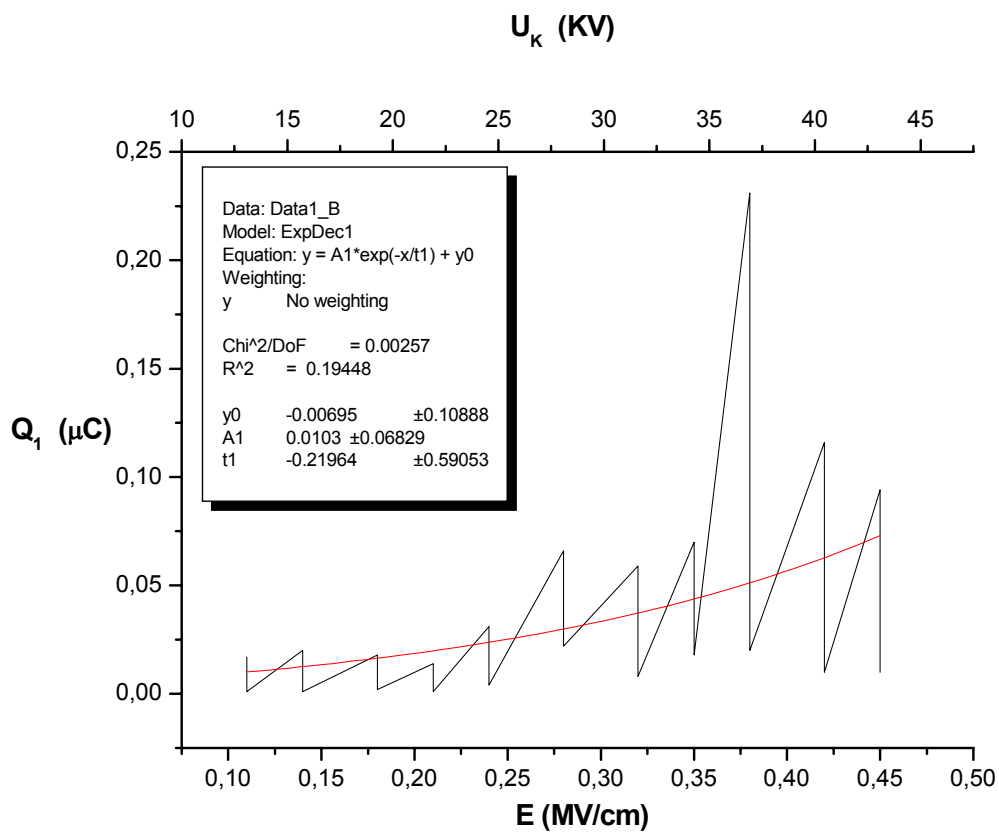 U_K (KV)
10 15 20 25 30 35 40 45
0,25
0,20
0,15
0,10
0,05
0,00
Q_1 (μC)
Data: Data1_B
Model: ExpDec1
Equation: y = A1*exp(-x/t1) + y0
Weighting:
y No weighting
Chi^2/DoF = 0.00257
R^2 = 0.19448
y0 -0.00695 ±0.10888
A1 0.0103 ±0.06829
t1 -0.21964 ±0.59053
0,10 0,15 0,20 0,25 0,30 0,35 0,40 0,45 0,50
E (MV/cm)